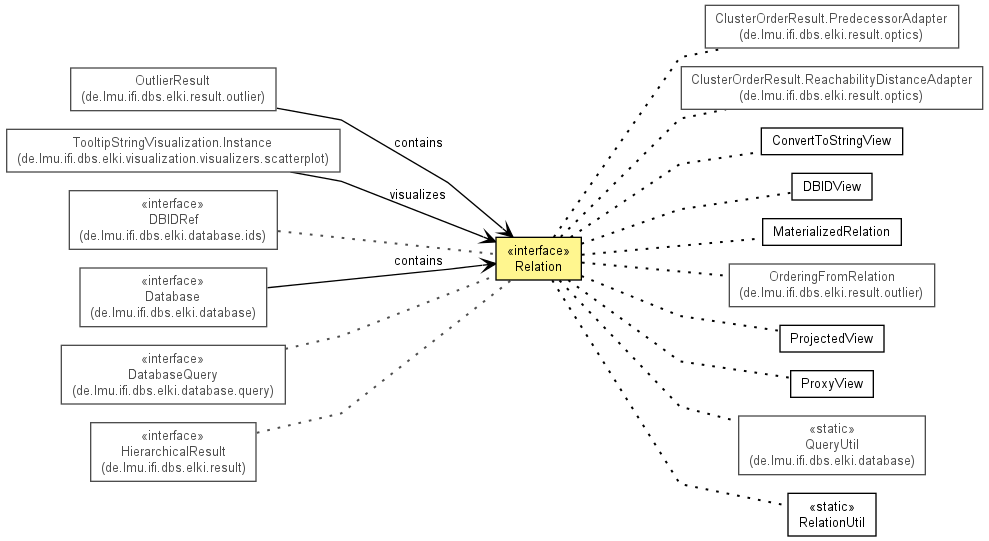 OutlierResult
(de.lmu.ifi.dbs.elki.result.outlier)
TooltipStringVisualization.Instance
(de.lmu.ifi.dbs.elki.visualization.visualizers.scatterplot)
«interface»
DBIDRef
(de.lmu.ifi.dbs.elki.database.ids)
«interface»
Database
(de.lmu.ifi.dbs.elki.database)
«interface»
DatabaseQuery
(de.lmu.ifi.dbs.elki.database.query)
«interface»
HierarchicalResult
(de.lmu.ifi.dbs.elki.result)
contains
visualizes
contains
«interface»
Relation
ClusterOrderResult.PredecessorAdapter
(de.lmu.ifi.dbs.elki.result.optics)
ClusterOrderResult.ReachabilityDistanceAdapter
(de.lmu.ifi.dbs.elki.result.optics)
ConvertToStringView
DBIDView
MaterializedRelation
OrderingFromRelation
(de.lmu.ifi.dbs.elki.result.outlier)
ProjectedView
ProxyView
«static»
QueryUtil
(de.lmu.ifi.dbs.elki.database)
«static»
RelationUtil